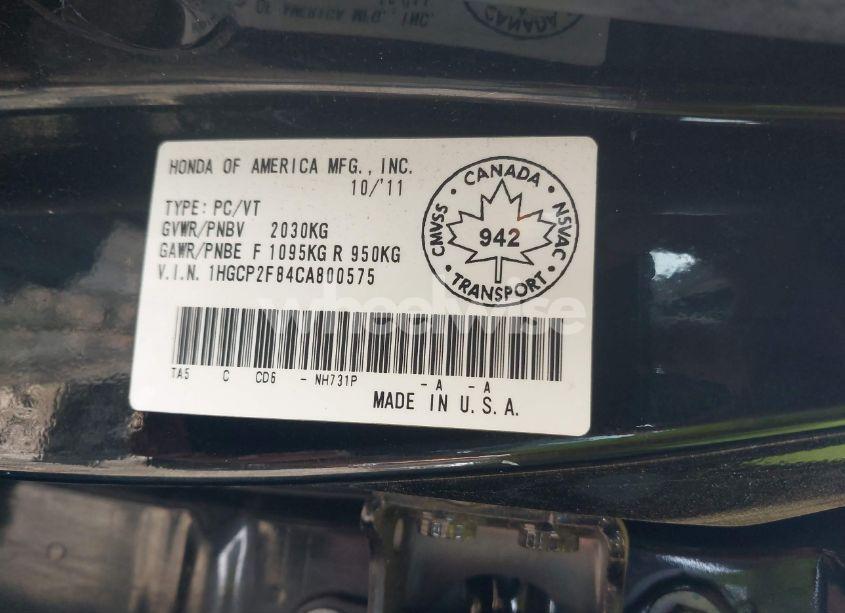 HONDA OF AMERICA MFG., INC.
10/'11
TYPE: PC/VT
GVWR/PNBV 2030KG
GAWR/PNBE F 1095KG R 950KG
V.I.N. 1HGCP2F84CA800575
CANADA
CMVSS
NSVAC
942
TRANSPORT
wheelwise
TA5 C CD6 - NH731P - A - A
MADE IN U.S.A.